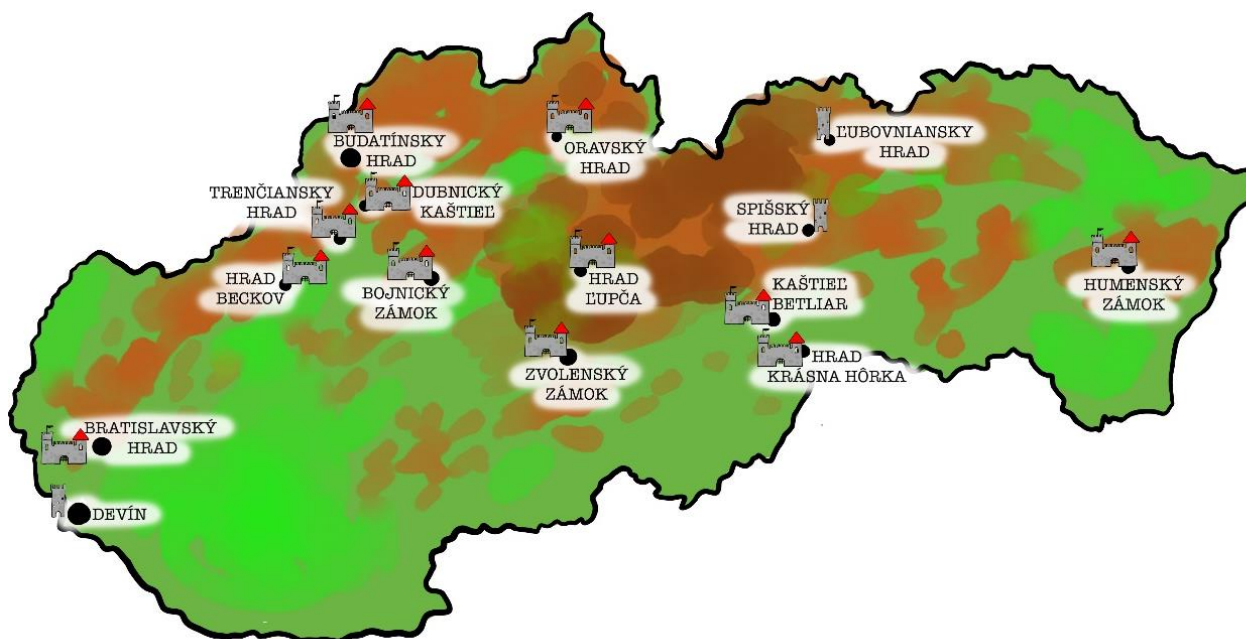 BUDATÍNSKY
HRAD
ORAVSKÝ
HRAD
ĽUBOVNIANSKY
HRAD
TRENČIANSKY
HRAD
DUBNICKÝ
KAŠTIEĽ
SPIŠSKÝ
HRAD
HRAD
BECKOV
BOJNICKÝ
ZÁMOK
HRAD
ĽUPČA
KAŠTIEĽ
BETLIAR
HUMENSKÝ
ZÁMOK
HRAD
KRÁSNA HÔRKA
ZVOLENSKÝ
ZÁMOK
BRATISLAVSKÝ
HRAD
DEVÍN